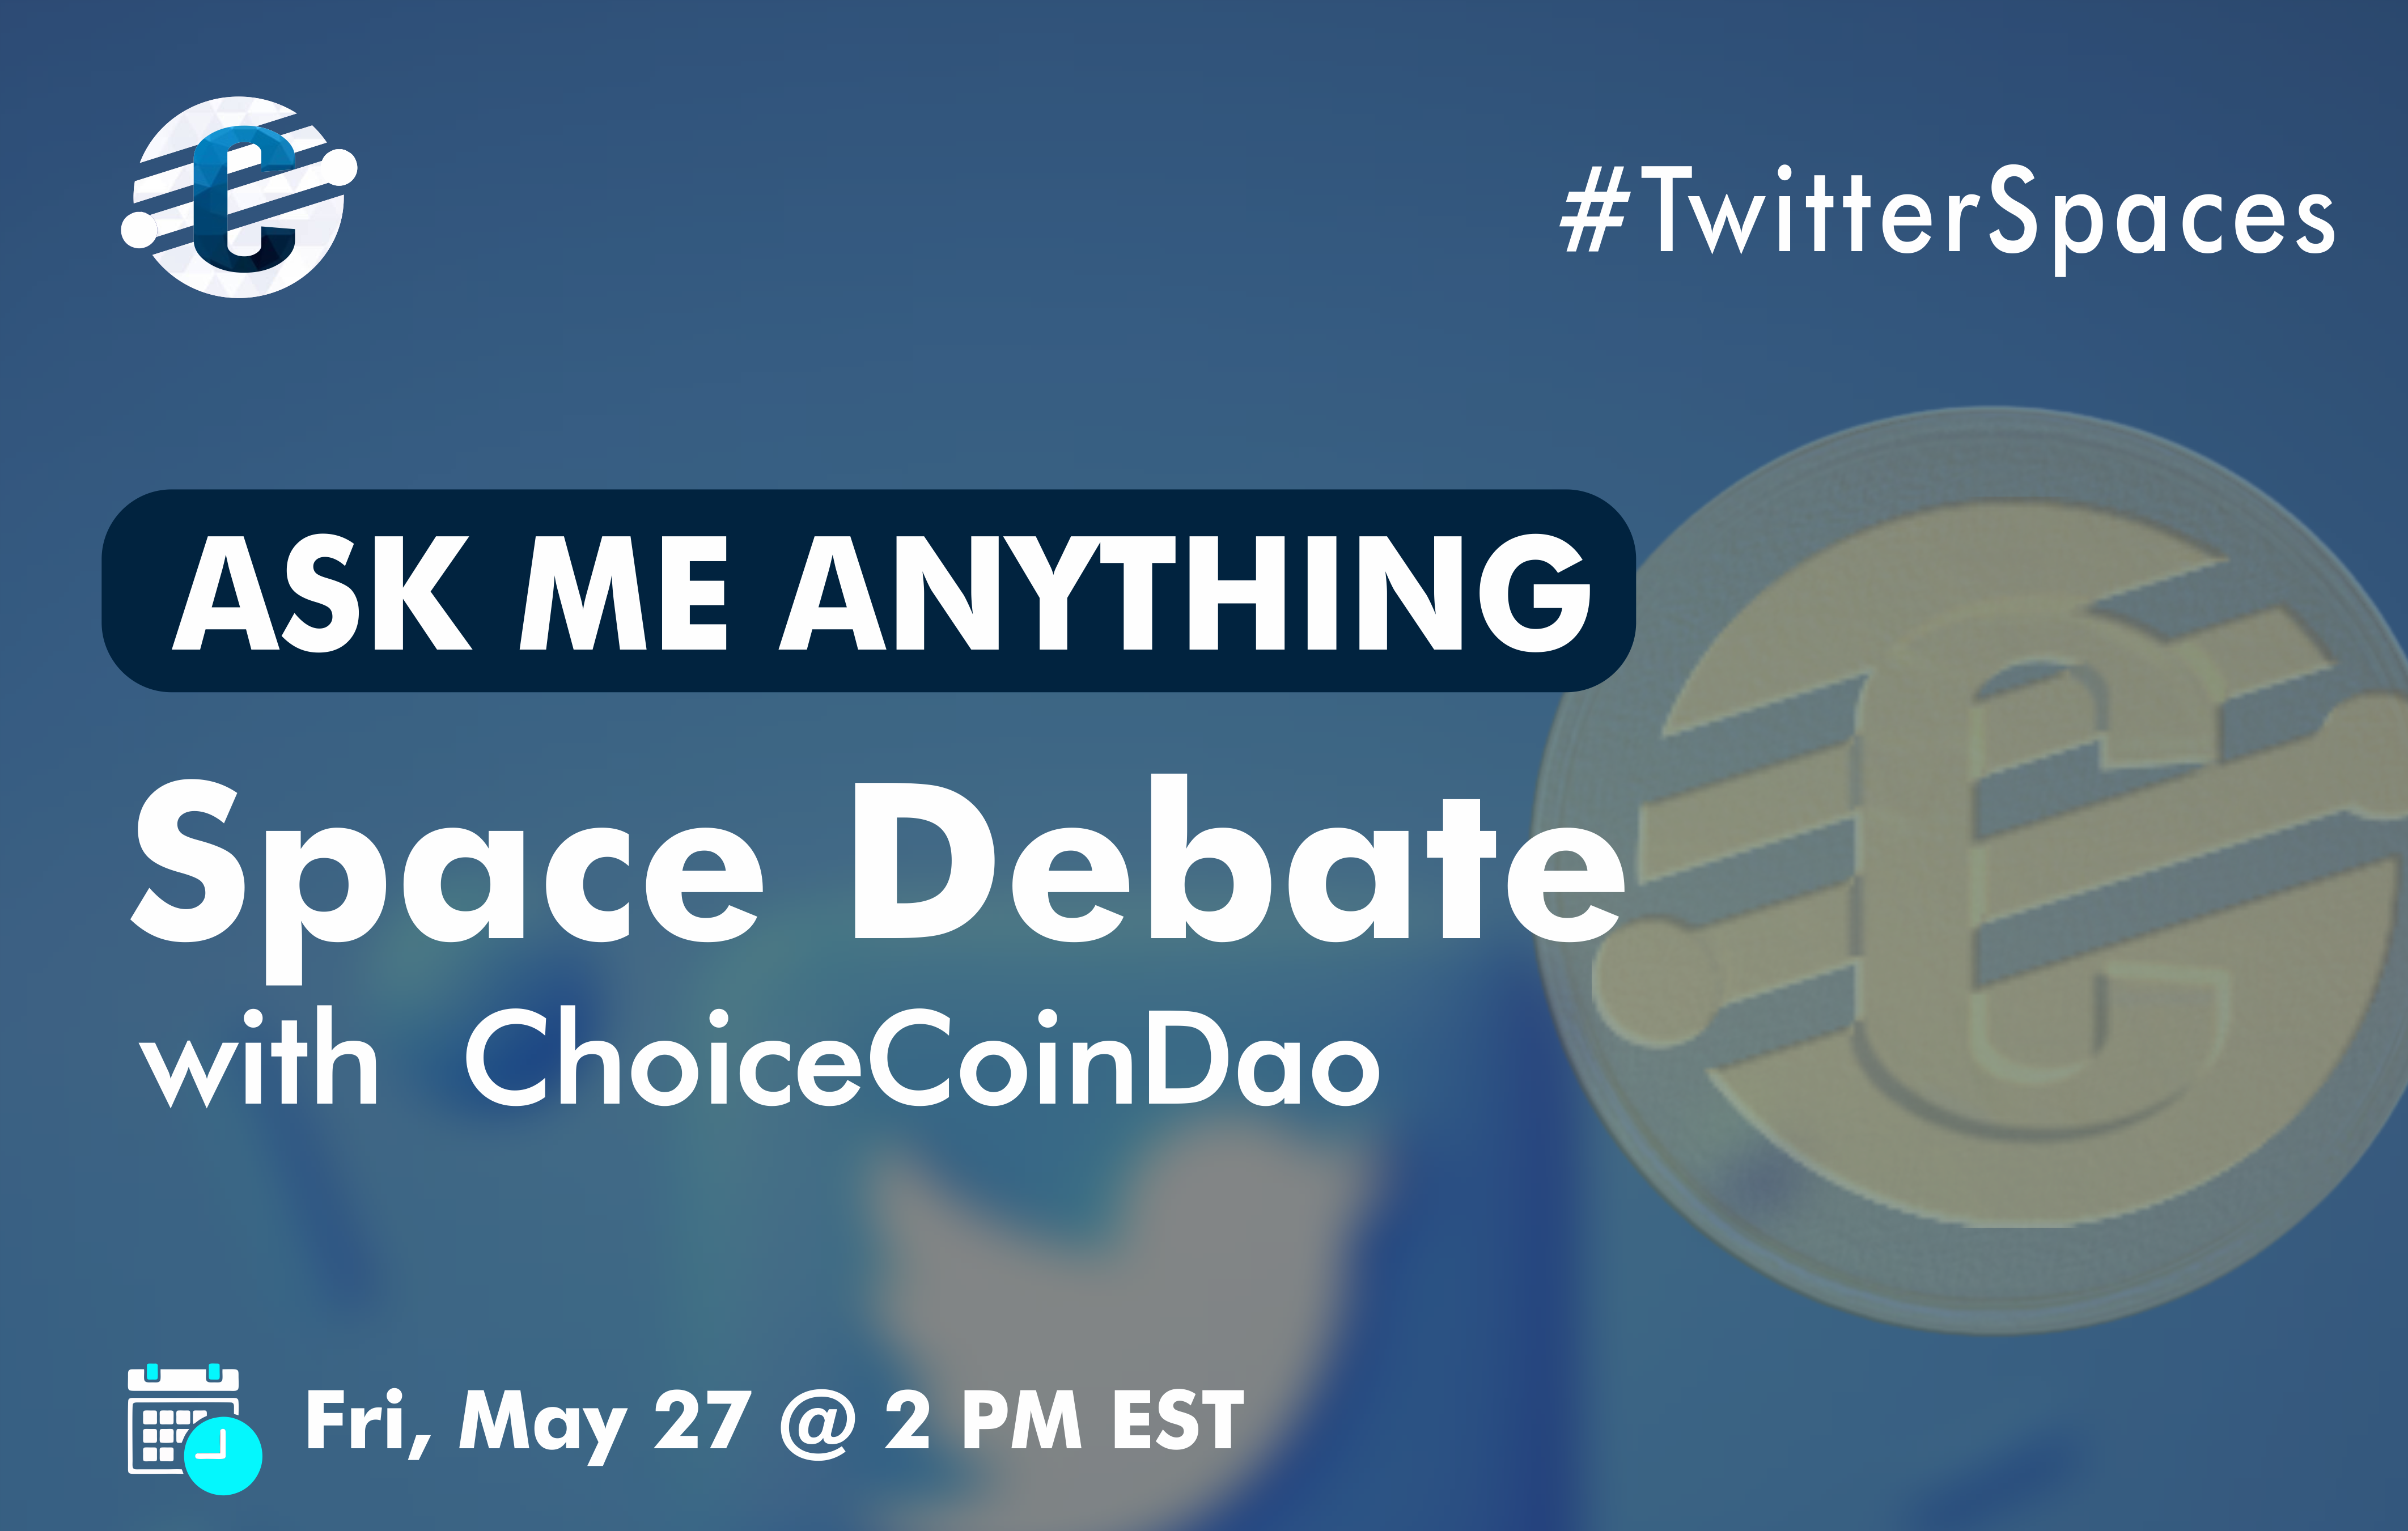 #TwitterSpaces
ASK ME ANYTHING
Space Debate
with ChoiceCoinDao
Fri, May 27 @ 2 PM EST